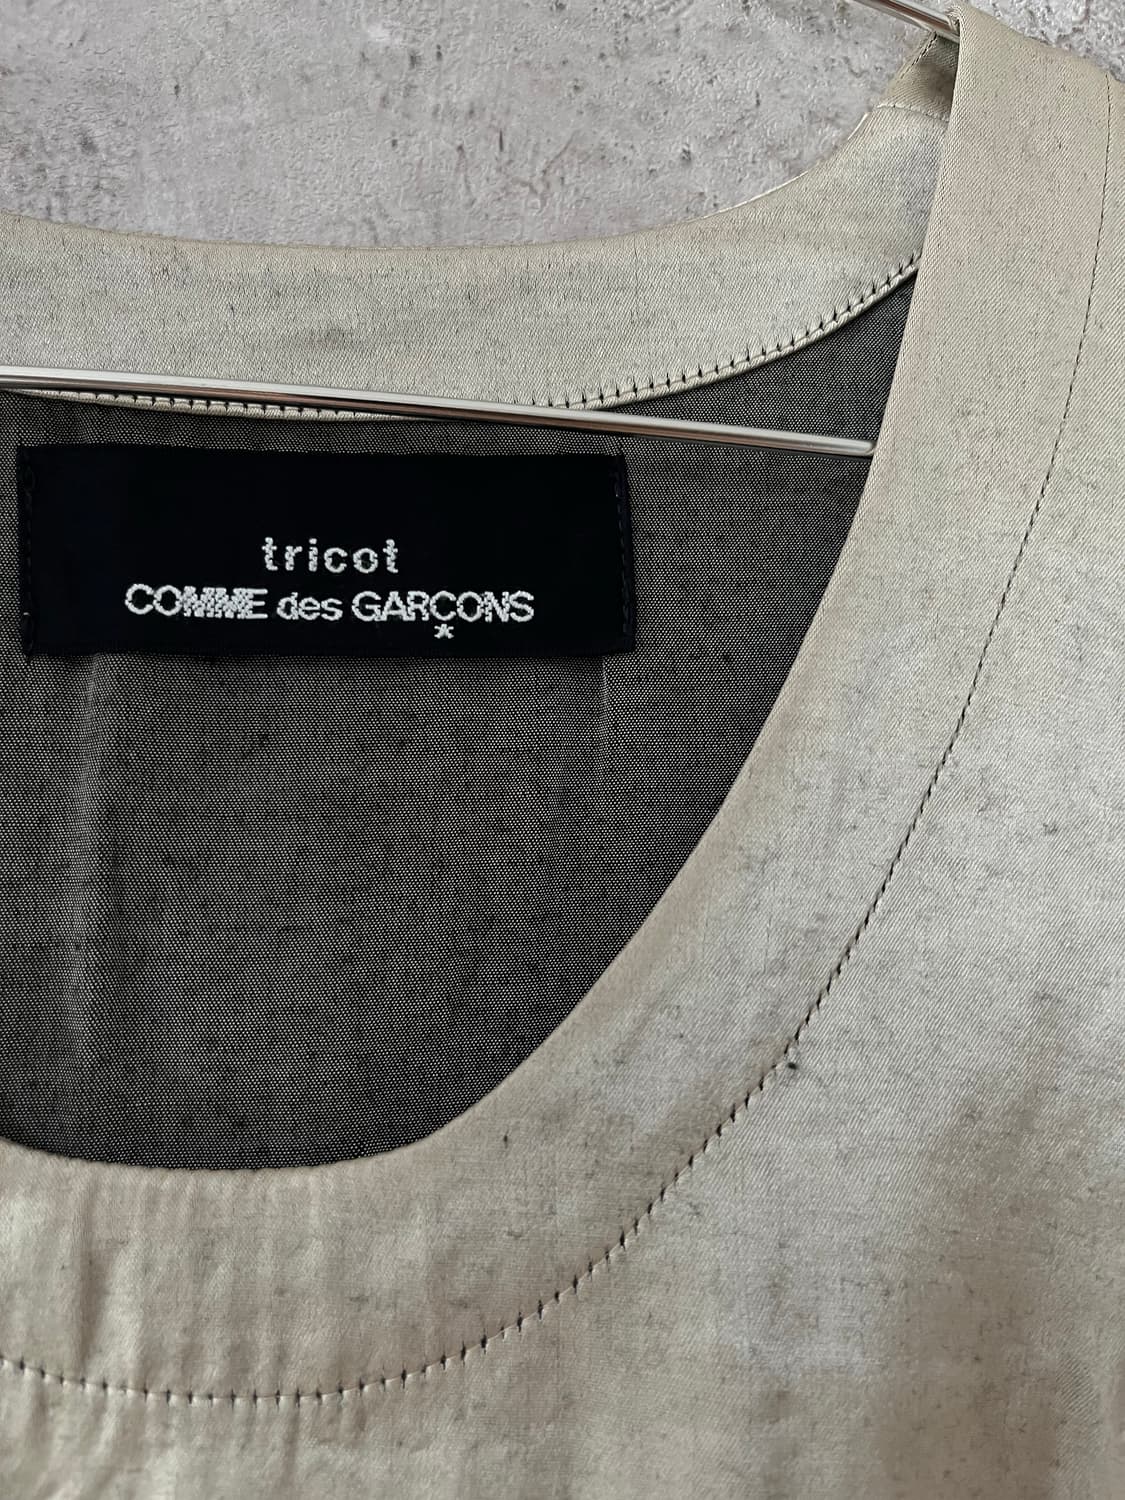 tricot
COMME des GARÇONS
*